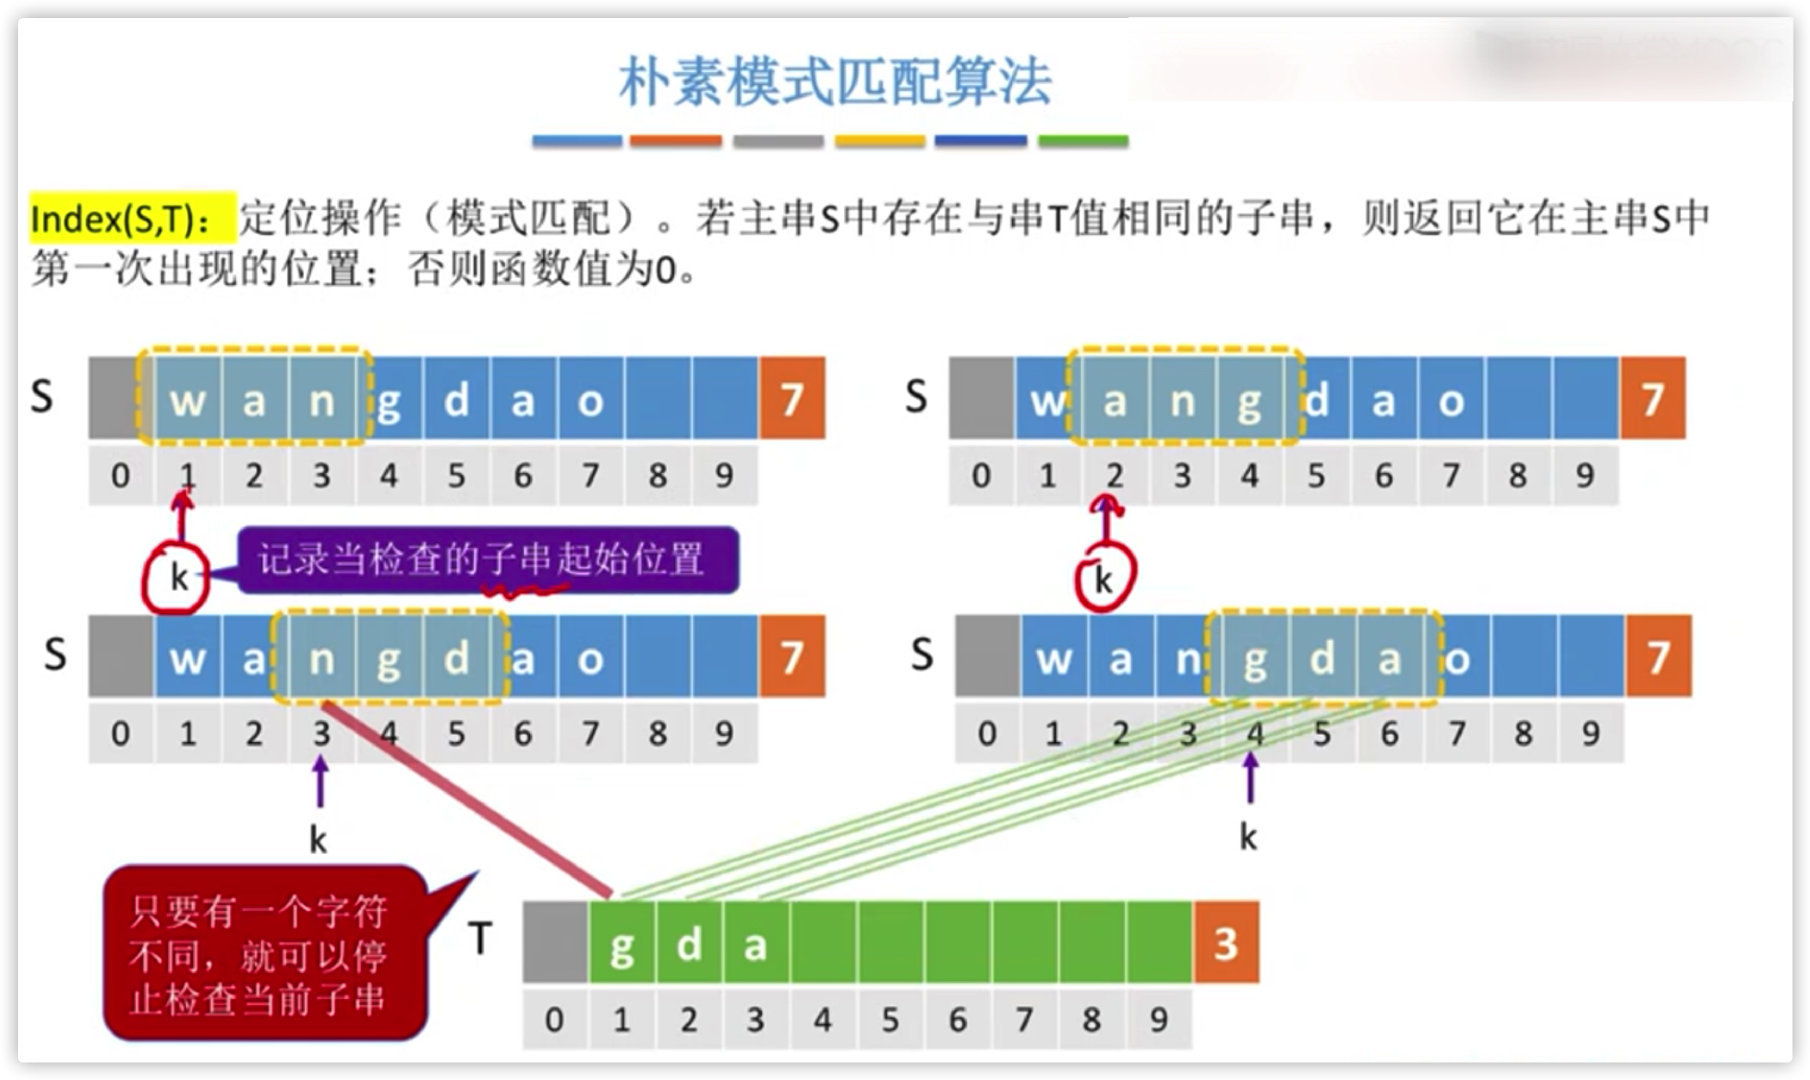 朴素模式匹配算法
Index(S,T): 定位操作（模式匹配）。若主串S中存在与串T值相同的子串，则返回它在主串S中
第一次出现的位置；否则函数值为0。
S w a n g d a o 7
0 1 2 3 4 5 6 7 8 9
k 记录当检查的子串起始位置
S w a n g d a o 7
0 1 2 3 4 5 6 7 8 9
k
S w a n g d a o 7
0 1 2 3 4 5 6 7 8 9
k
S w a n g d a o 7
0 1 2 3 4 5 6 7 8 9
k
只要有一个字符
不同，就可以停
止检查当前子串
T g d a 3
0 1 2 3 4 5 6 7 8 9